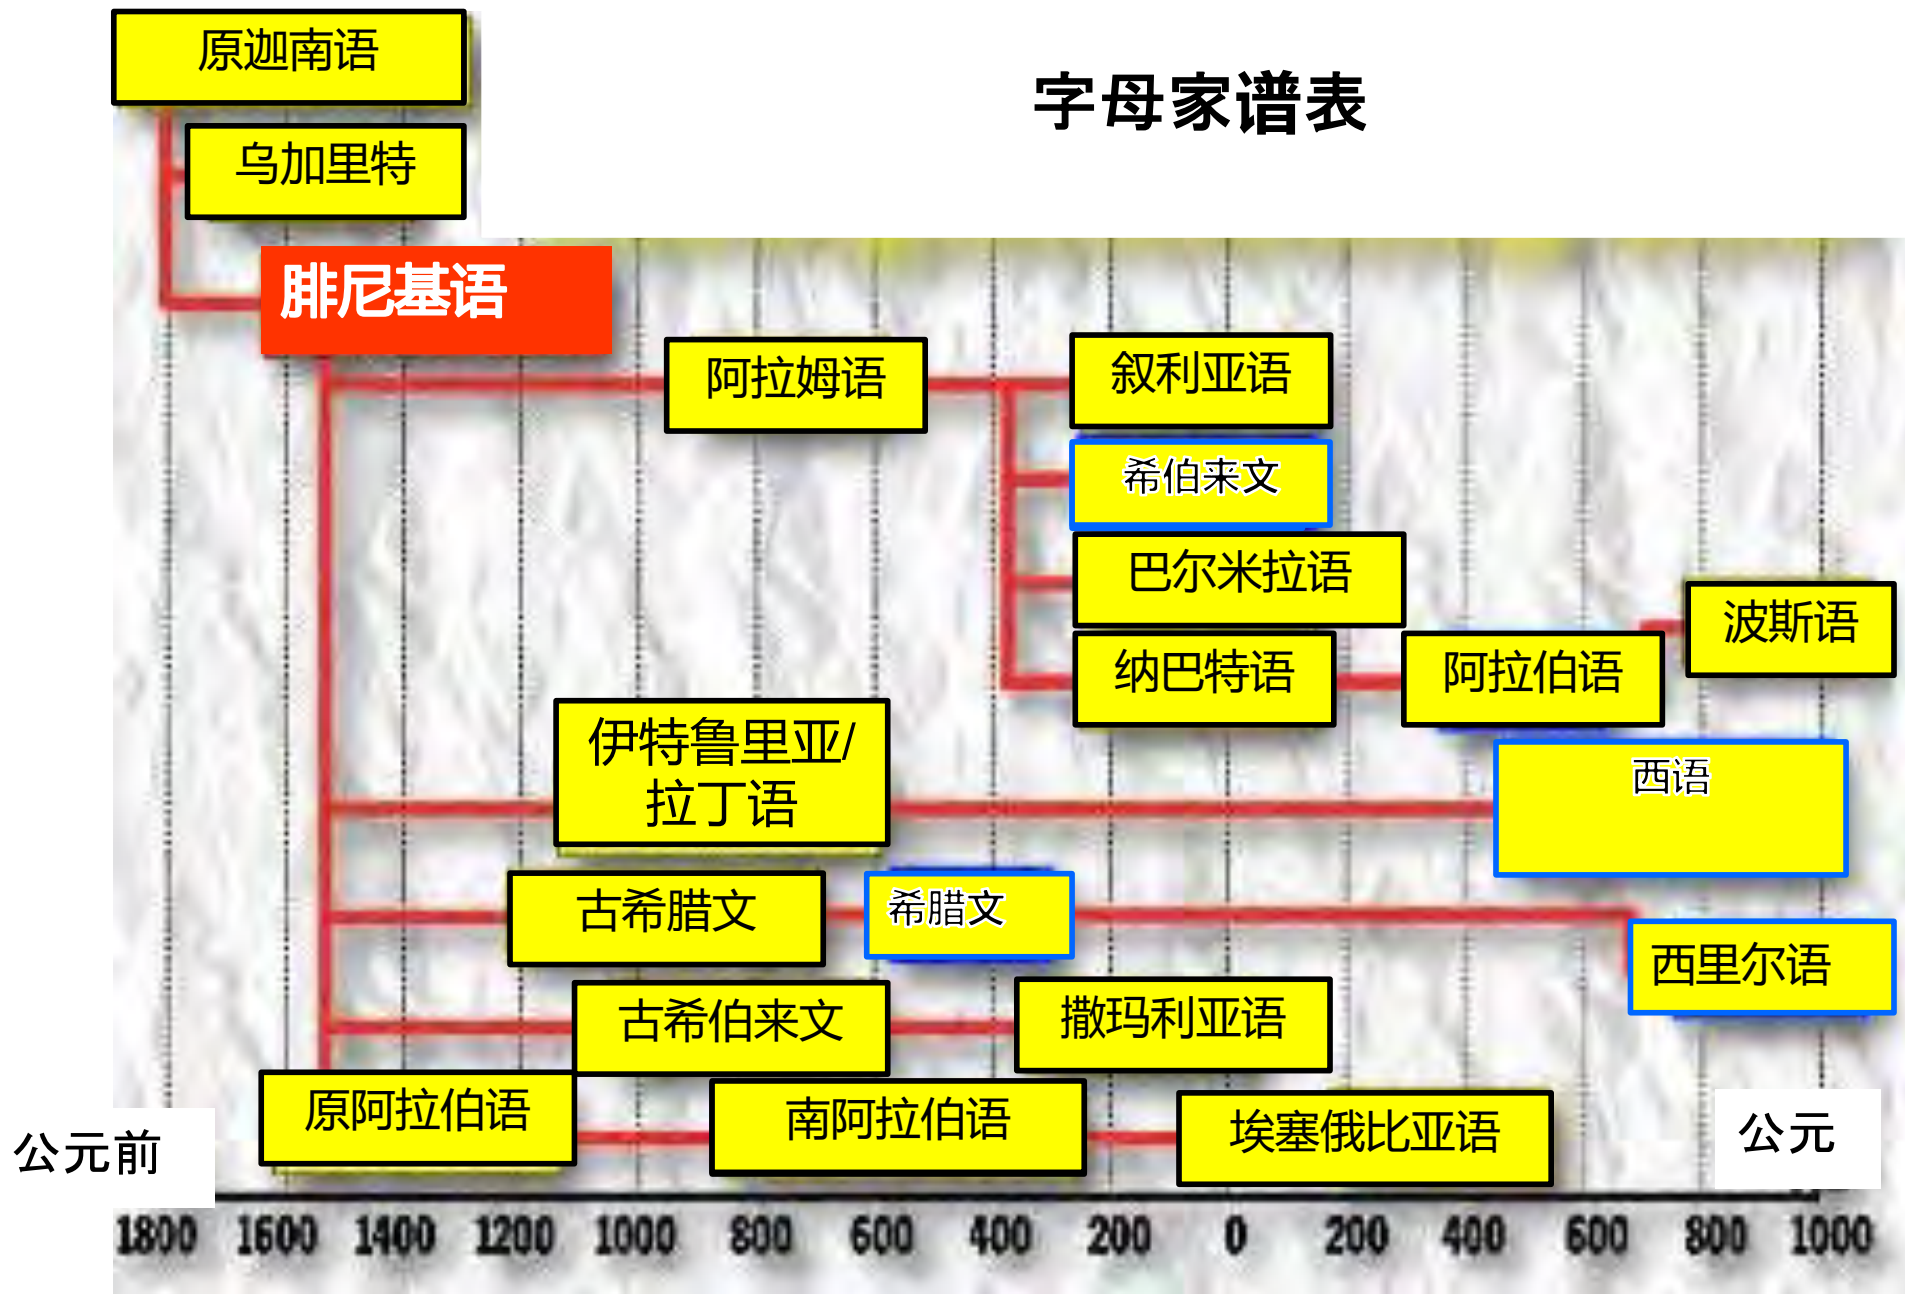 原迦南语
字母家谱表
乌加里特
腓尼基语
阿拉姆语
叙利亚语
希伯来文
巴尔米拉语
波斯语
纳巴特语
阿拉伯语
伊特鲁里亚/
拉丁语
西语
古希腊文
希腊文
西里尔语
古希伯来文
撒玛利亚语
原阿拉伯语
南阿拉伯语
埃塞俄比亚语
公元前
公元
1800 1600 1400 1200 1000 800 600 400 200 0 200 400 600 800 1000